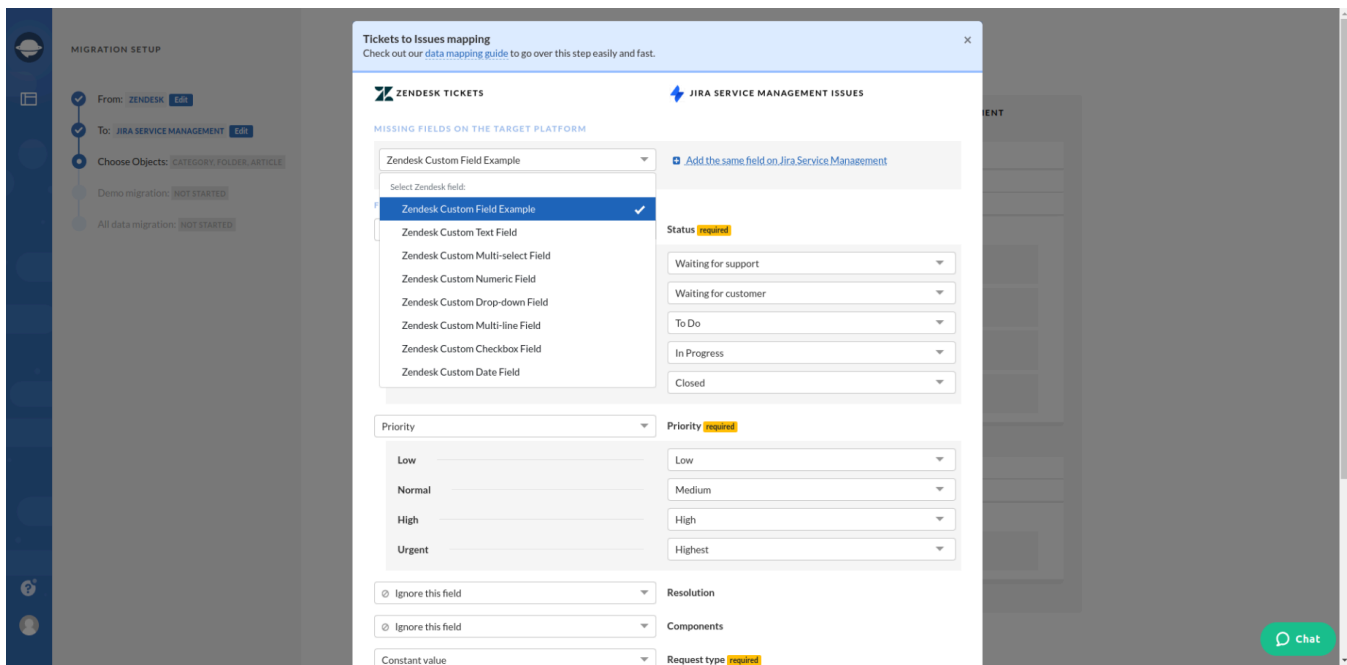 Tickets to Issues mapping
Check out our data mapping guide to go over this step easily and fast.
×
MIGRATION SETUP
From: ZENDESK Edit
To: JIRA SERVICE MANAGEMENT Edit
Choose Objects: CATEGORY, FOLDER, ARTICLE
Demo migration: NOT STARTED
All data migration: NOT STARTED
ZENDESK TICKETS
JIRA SERVICE MANAGEMENT ISSUES
MISSING FIELDS ON THE TARGET PLATFORM
Zendesk Custom Field Example
Add the same field on Jira Service Management
Select Zendesk field:
Zendesk Custom Field Example
Zendesk Custom Text Field
Zendesk Custom Multi-select Field
Zendesk Custom Numeric Field
Zendesk Custom Drop-down Field
Zendesk Custom Multi-line Field
Zendesk Custom Checkbox Field
Zendesk Custom Date Field
Status required
Waiting for support
Waiting for customer
To Do
In Progress
Closed
Priority
Priority required
Low Low
Normal Medium
High High
Urgent Highest
Ignore this field
Resolution
Ignore this field
Components
Constant value
Request type required
Chat